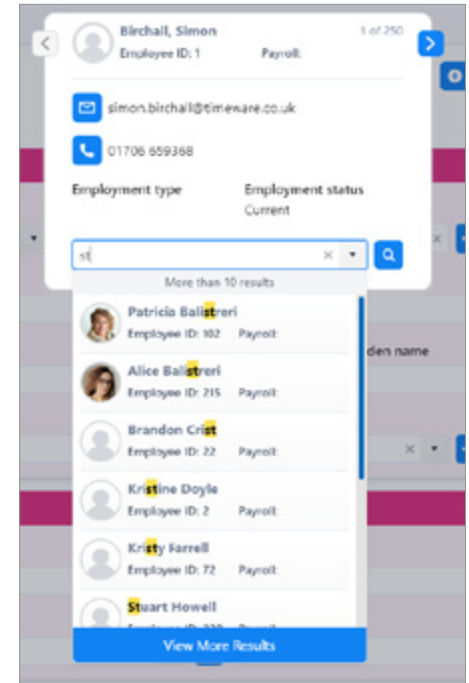 Birchall, Simon
1 of 250
Employee ID: 1 Payroll:
simon.birchall@timeware.co.uk
01706 659368
Employment type Employment status
Current
st
More than 10 results
Patricia Balistreri
Employee ID: 102 Payroll:
Alice Balistreri
Employee ID: 215 Payroll:
den name
Brandon Crist
Employee ID: 22 Payroll:
Kristine Doyle
Employee ID: 2 Payroll:
Kristy Farrell
Employee ID: 72 Payroll:
Stuart Howell
View More Results